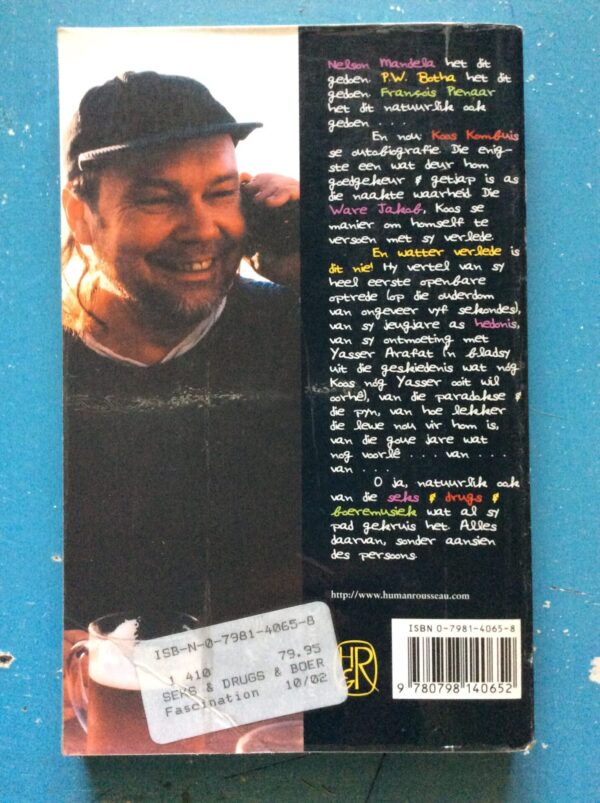 Nelson Mandela het dit
gedoen. P.W. Botha het dit
gedoen. François Pienaar
het dit natuurlik ook
gedoen . . .
En nou: Koos Kombuis
se outobiografie. Die enig-
ste een wat deur hom
goedgekeur & getjap is as
die naakte waarheid. Die
Ware Jakob, Koos se
manier om homself te
versoen met sy verlede.
En watter verlede is
dit nie! Hy vertel van sy
heel eerste openbare
optrede (op die ouderdom
van ongeveer vyf sekondes),
van sy jeugjare as hedonis,
van sy ontmoeting met
Yasser Arafat ('n bladsy
uit die geskiedenis wat nóg
Koos nóg Yasser ooit wil
oorhê), van die paradokse &
die pyn, van hoe lekker
die lewe nou vir hom is,
van die goue jare wat
nog voorlê . . . van . . .
van . . .
O ja, natuurlik ook
van die seks & drugs &
boeremusiek wat al sy
pad gekruis het. Alles
daarvan, sonder aansien
des persoons.
http://www.humanrousseau.com
ISBN 0-7981-4065-8
9 780798 140652
H&R
ISB-N-0-7981-4065-8
1 410 79.95
SEKS & DRUGS & BOER
Fascination 10/02